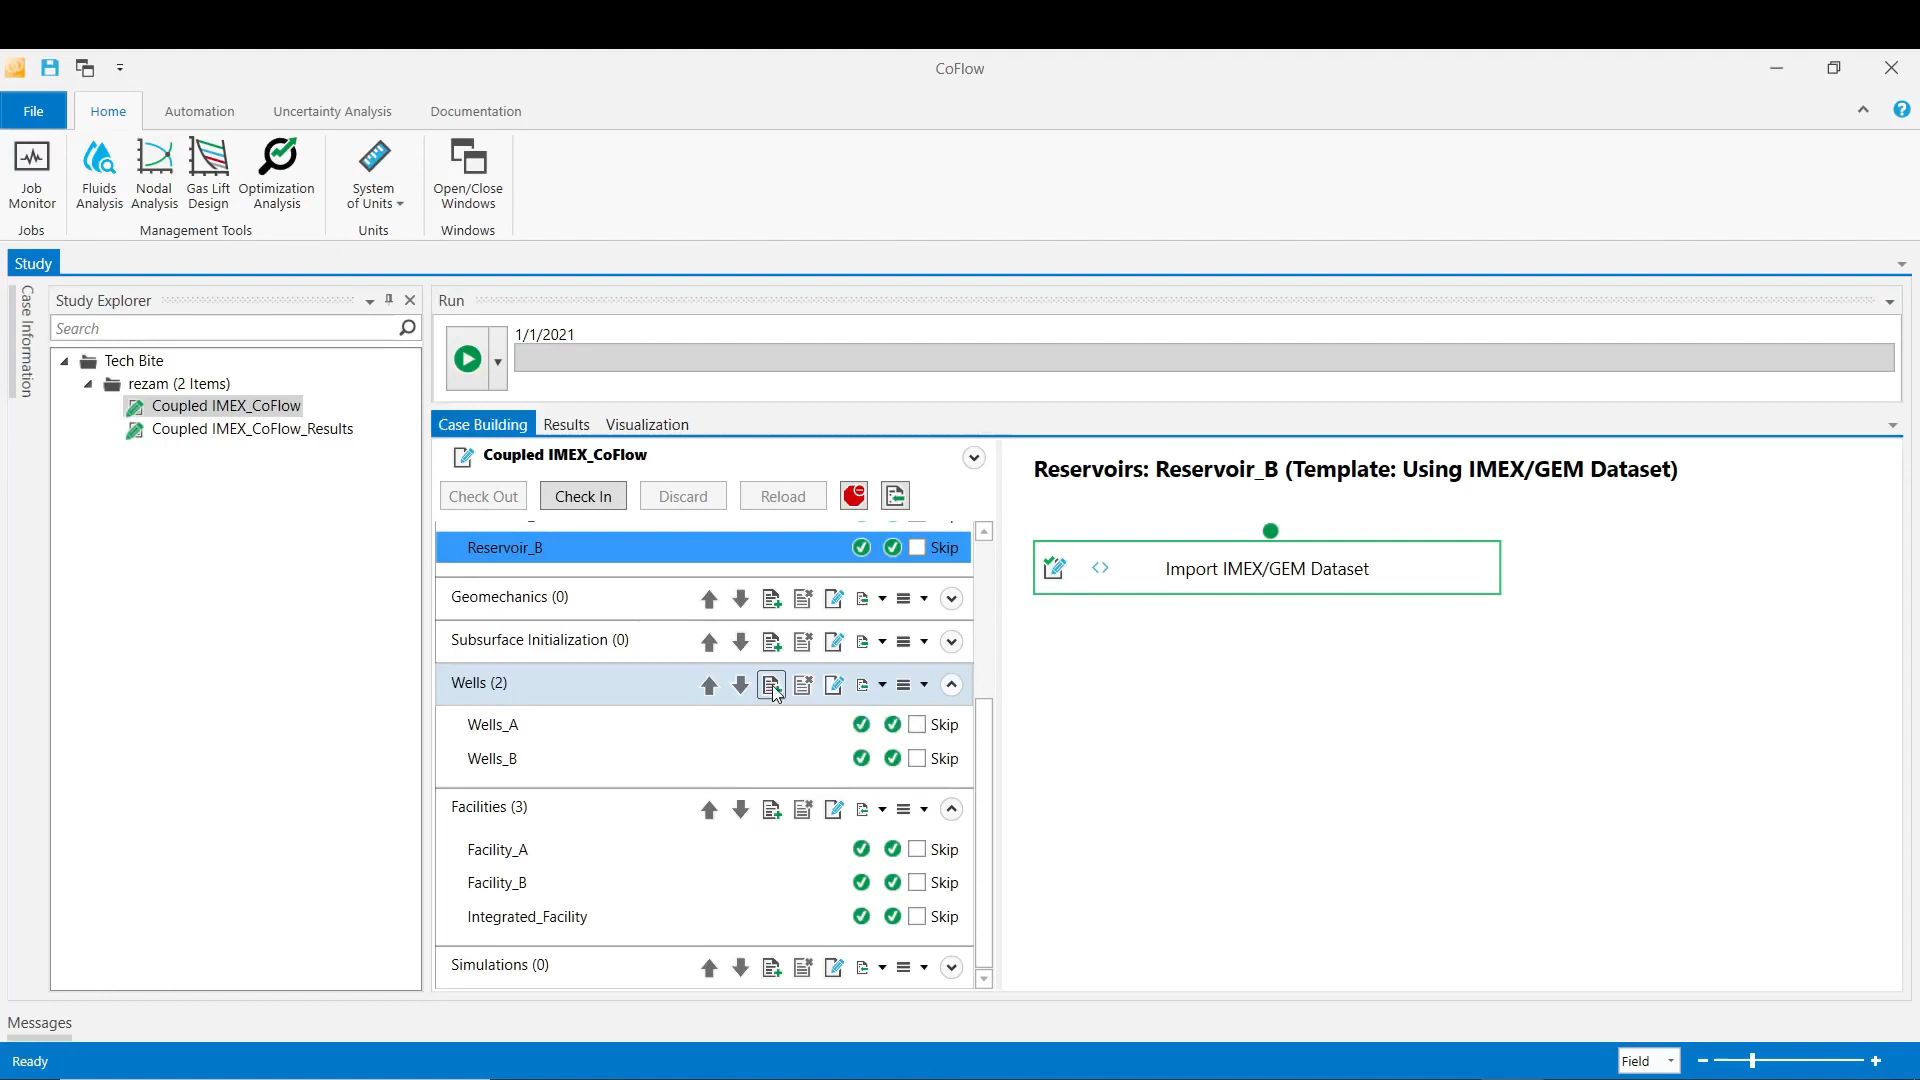 CoFlow
File
Home
Automation
Uncertainty Analysis
Documentation
Job
Monitor
Fluids
Analysis
Nodal
Analysis
Gas Lift
Design
Optimization
Analysis
System
of Units
Open/Close
Windows
Jobs
Management Tools
Units
Windows
Study
Case Information
Study Explorer
Search
Tech Bite
rezam (2 Items)
Coupled IMEX_CoFlow
Coupled IMEX_CoFlow_Results
Run
1/1/2021
Case Building
Results
Visualization
Coupled IMEX_CoFlow
Check Out
Check In
Discard
Reload
Reservoir_B
Skip
Geomechanics (0)
Subsurface Initialization (0)
Wells (2)
Wells_A
Skip
Wells_B
Skip
Facilities (3)
Facility_A
Skip
Facility_B
Skip
Integrated_Facility
Skip
Simulations (0)
Reservoirs: Reservoir_B (Template: Using IMEX/GEM Dataset)
Import IMEX/GEM Dataset
Messages
Ready
Field